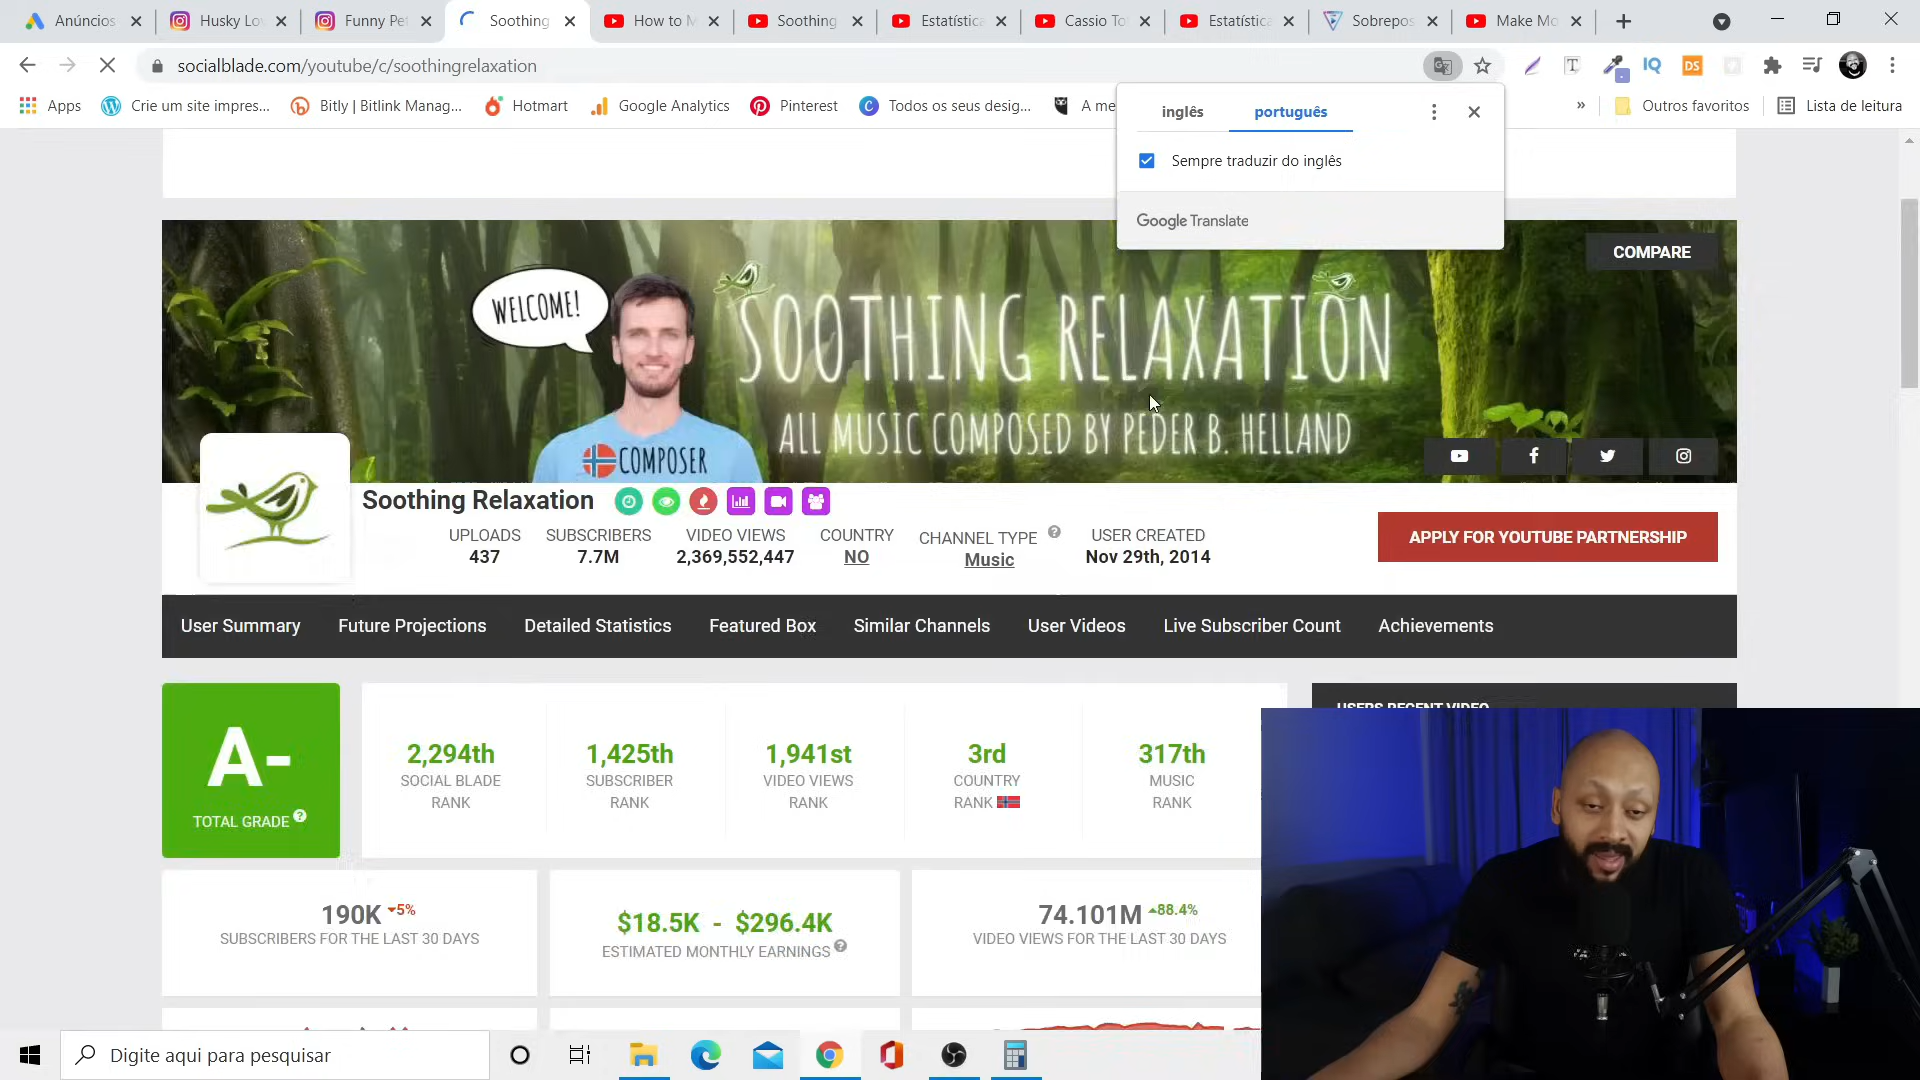 Anúncios
Husky Lo
Funny Pet
Soothing
How to M
Soothing
Estatística
Cassio To
Estatística
Sobrepos
Make Mo
socialblade.com/youtube/c/soothingrelaxation
Apps
Crie um site impres...
Bitly | Bitlink Manag...
Hotmart
Google Analytics
Pinterest
Todos os seus desig...
A me
Outros favoritos
Lista de leitura
inglês
português
Sempre traduzir do inglês
Google Translate
COMPARE
WELCOME!
SOOTHING RELAXATION
ALL MUSIC COMPOSED BY PEDER B. HELLAND
COMPOSER
Soothing Relaxation
UPLOADS
437
SUBSCRIBERS
7.7M
VIDEO VIEWS
2,369,552,447
COUNTRY
NO
CHANNEL TYPE
Music
USER CREATED
Nov 29th, 2014
APPLY FOR YOUTUBE PARTNERSHIP
User Summary
Future Projections
Detailed Statistics
Featured Box
Similar Channels
User Videos
Live Subscriber Count
Achievements
A-
TOTAL GRADE
2,294th
SOCIAL BLADE
RANK
1,425th
SUBSCRIBER
RANK
1,941st
VIDEO VIEWS
RANK
3rd
COUNTRY
RANK
317th
MUSIC
RANK
USERS RECENT VIDEO
190K 5%
SUBSCRIBERS FOR THE LAST 30 DAYS
$18.5K - $296.4K
ESTIMATED MONTHLY EARNINGS
74.101M 88.4%
VIDEO VIEWS FOR THE LAST 30 DAYS
Digite aqui para pesquisar